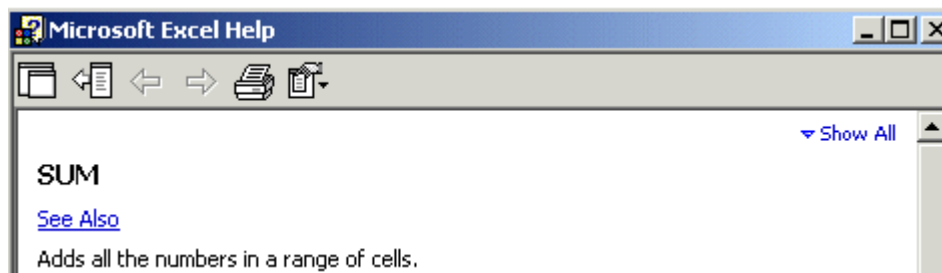 Microsoft Excel Help
Show All
SUM
See Also
Adds all the numbers in a range of cells.